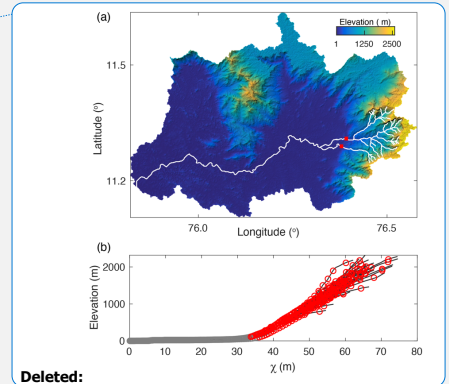 (a)
Elevation ( m)
1 1250 2500
11.5
Latitude (°)
11.2
76.0 76.5
Longitude (°)
(b)
2000
Elevation (m)
1000
0
0 10 20 30 40 50 60 70 80
χ (m)
Deleted: